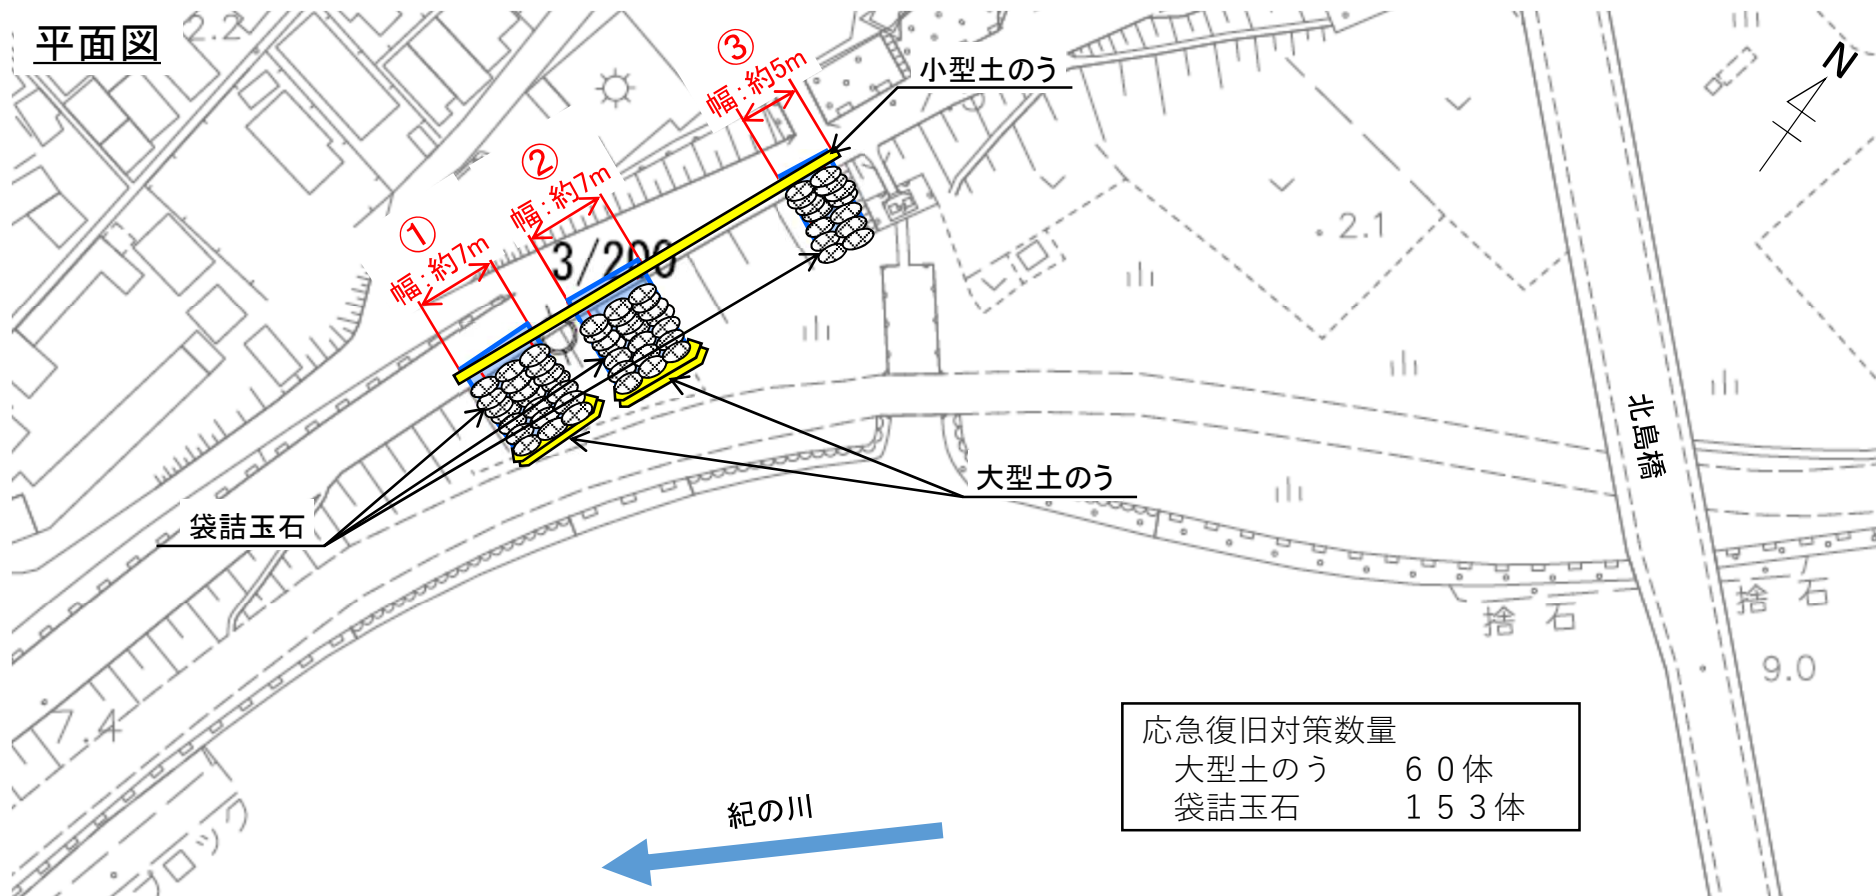 平面図
2.2
③
幅:約5m
小型土のう
N
②
幅:約7m
①
幅:約7m
3/200
2.1
北島橋
大型土のう
袋詰玉石
捨石
捨石
9.0
7.4
ブロック
紀の川
応急復旧対策数量
大型土のう 60体
袋詰玉石 153体